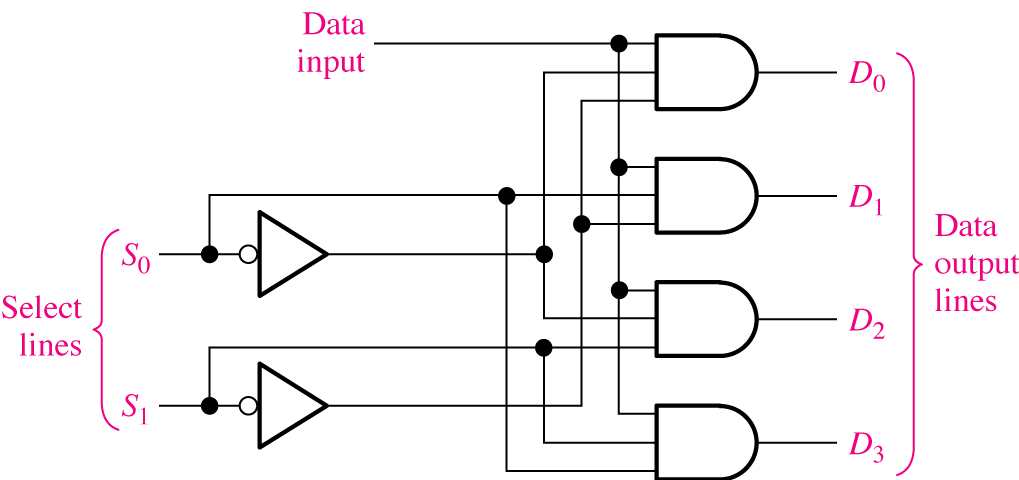 Data
input
D0
D1
S0
Data
output
lines
Select
lines
D2
S1
D3